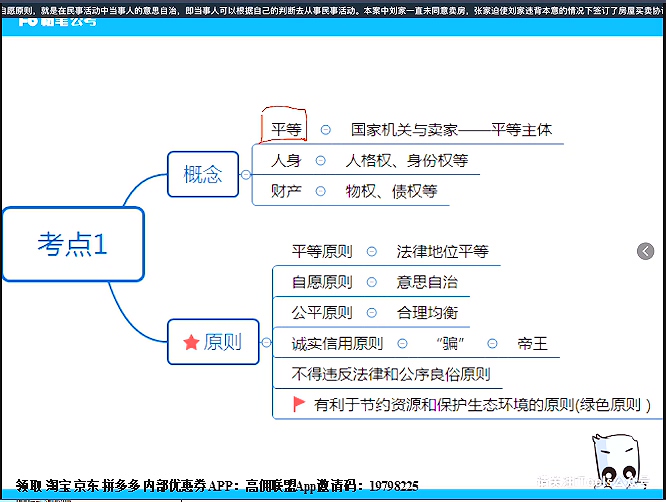 自愿原则，就是在民事活动中当事人的意思自治，即当事人可以根据自己的判断去从事民事活动。本案中刘家一直未同意卖房，张家迫使刘家违背本意的情况下签订了房屋买卖协
粉笔公考
平等 国家机关与卖家——平等主体
人身 人格权、身份权等
概念
财产 物权、债权等
考点1
平等原则 法律地位平等
自愿原则 意思自治
公平原则 合理均衡
原则
诚实信用原则 “骗” 帝王
不得违反法律和公序良俗原则
有利于节约资源和保护生态环境的原则(绿色原则）
领取 淘宝 京东 拼多多 内部优惠券 APP：高佣联盟App邀请码：19798225